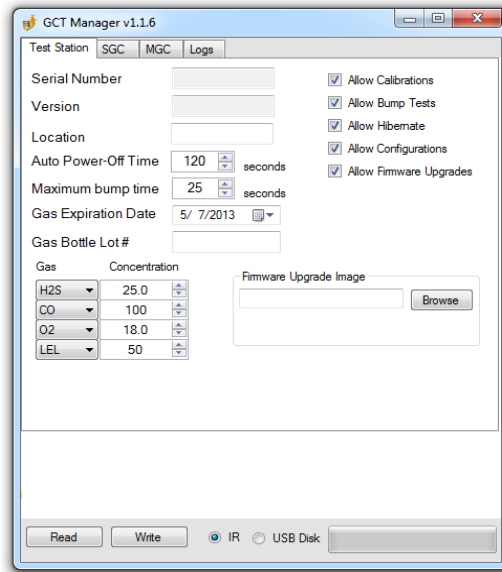 GCT Manager v1.1.6
Test Station SGC MGC Logs
Serial Number
Version
Location
Auto Power-Off Time 120 seconds
Maximum bump time 25 seconds
Gas Expiration Date 5/ 7/2013
Gas Bottle Lot #
Allow Calibrations
Allow Bump Tests
Allow Hibernate
Allow Configurations
Allow Firmware Upgrades
Gas Concentration
H2S 25.0
CO 100
O2 18.0
LEL 50
Firmware Upgrade Image
Browse
Read Write IR USB Disk